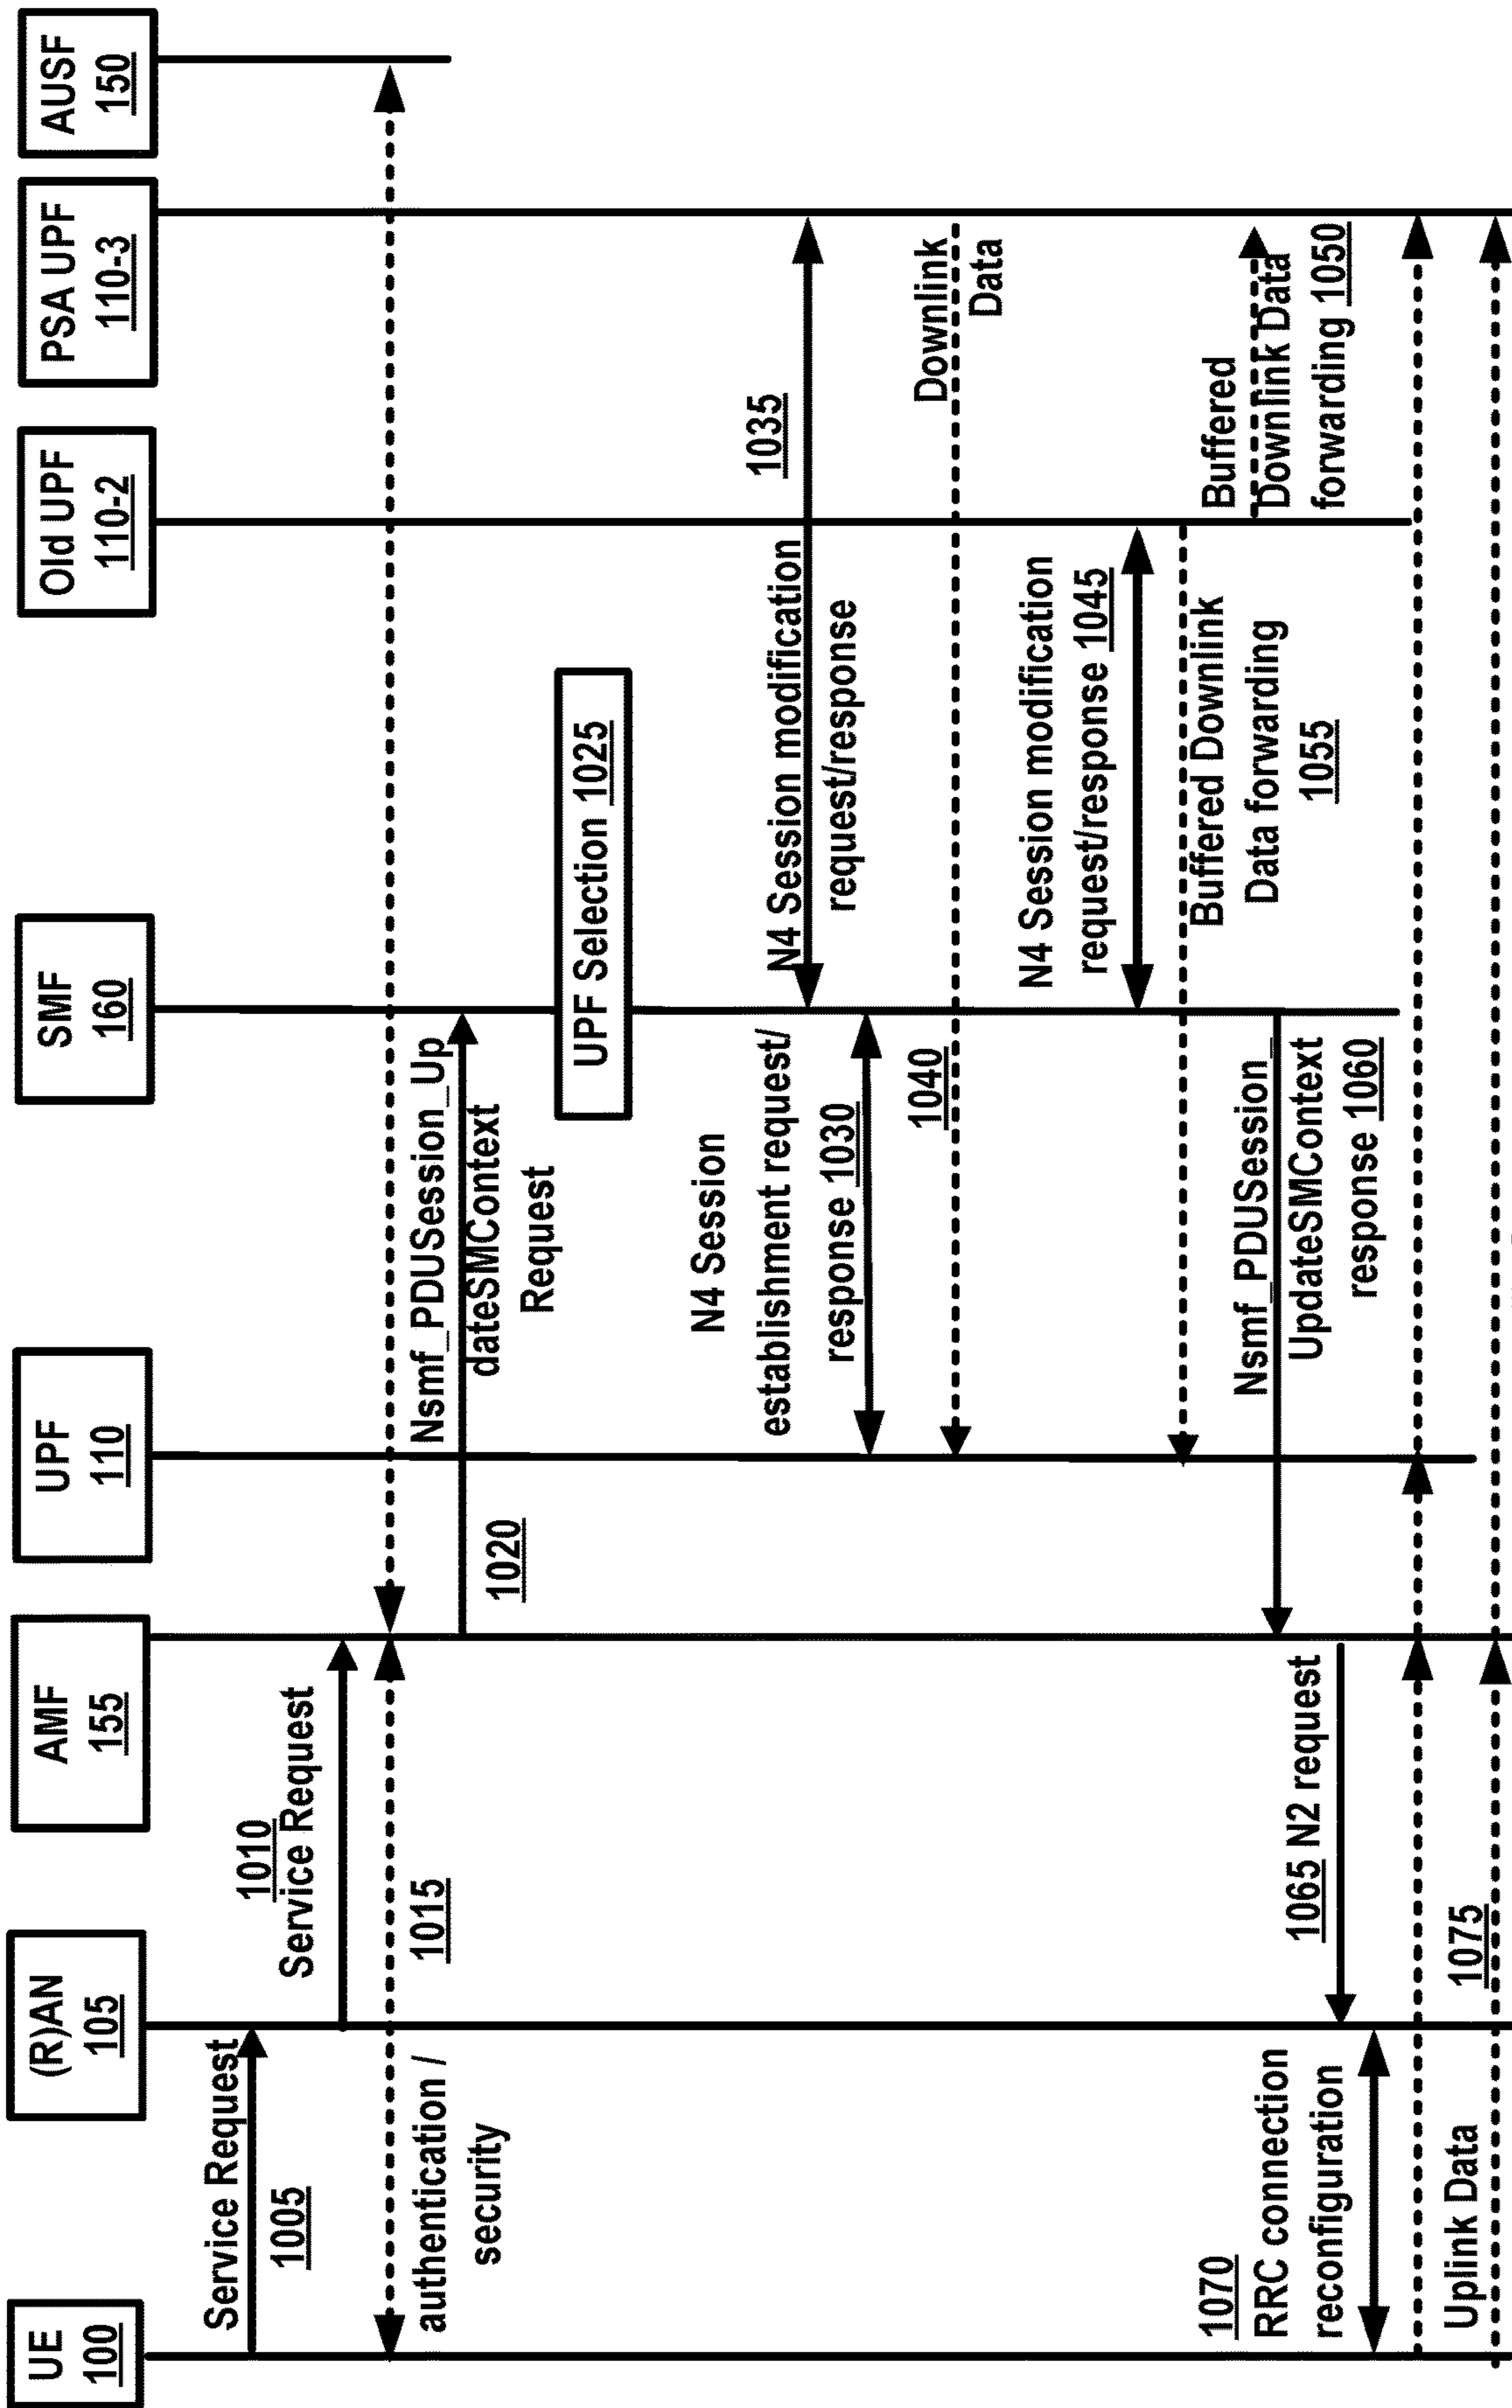 UE
100
(R)AN
105
AMF
155
UPF
110
SMF
160
Old UPF
110-2
PSA UPF
110-3
AUSF
150
Service Request
1005
1010
Service Request
authentication /
security
1015
Nsmf_PDUSession_Up
dateSMContext
Request
1020
UPF Selection 1025
N4 Session
establishment request/
response 1030
N4 Session modification
request/response
1035
Downlink
Data
1040
N4 Session modification
request/response 1045
Buffered
Downlink Data
forwarding 1050
Buffered Downlink
Data forwarding
1055
Nsmf_PDUSession_
UpdateSMContext
response 1060
1065 N2 request
1070
RRC connection
reconfiguration
Uplink Data
1075